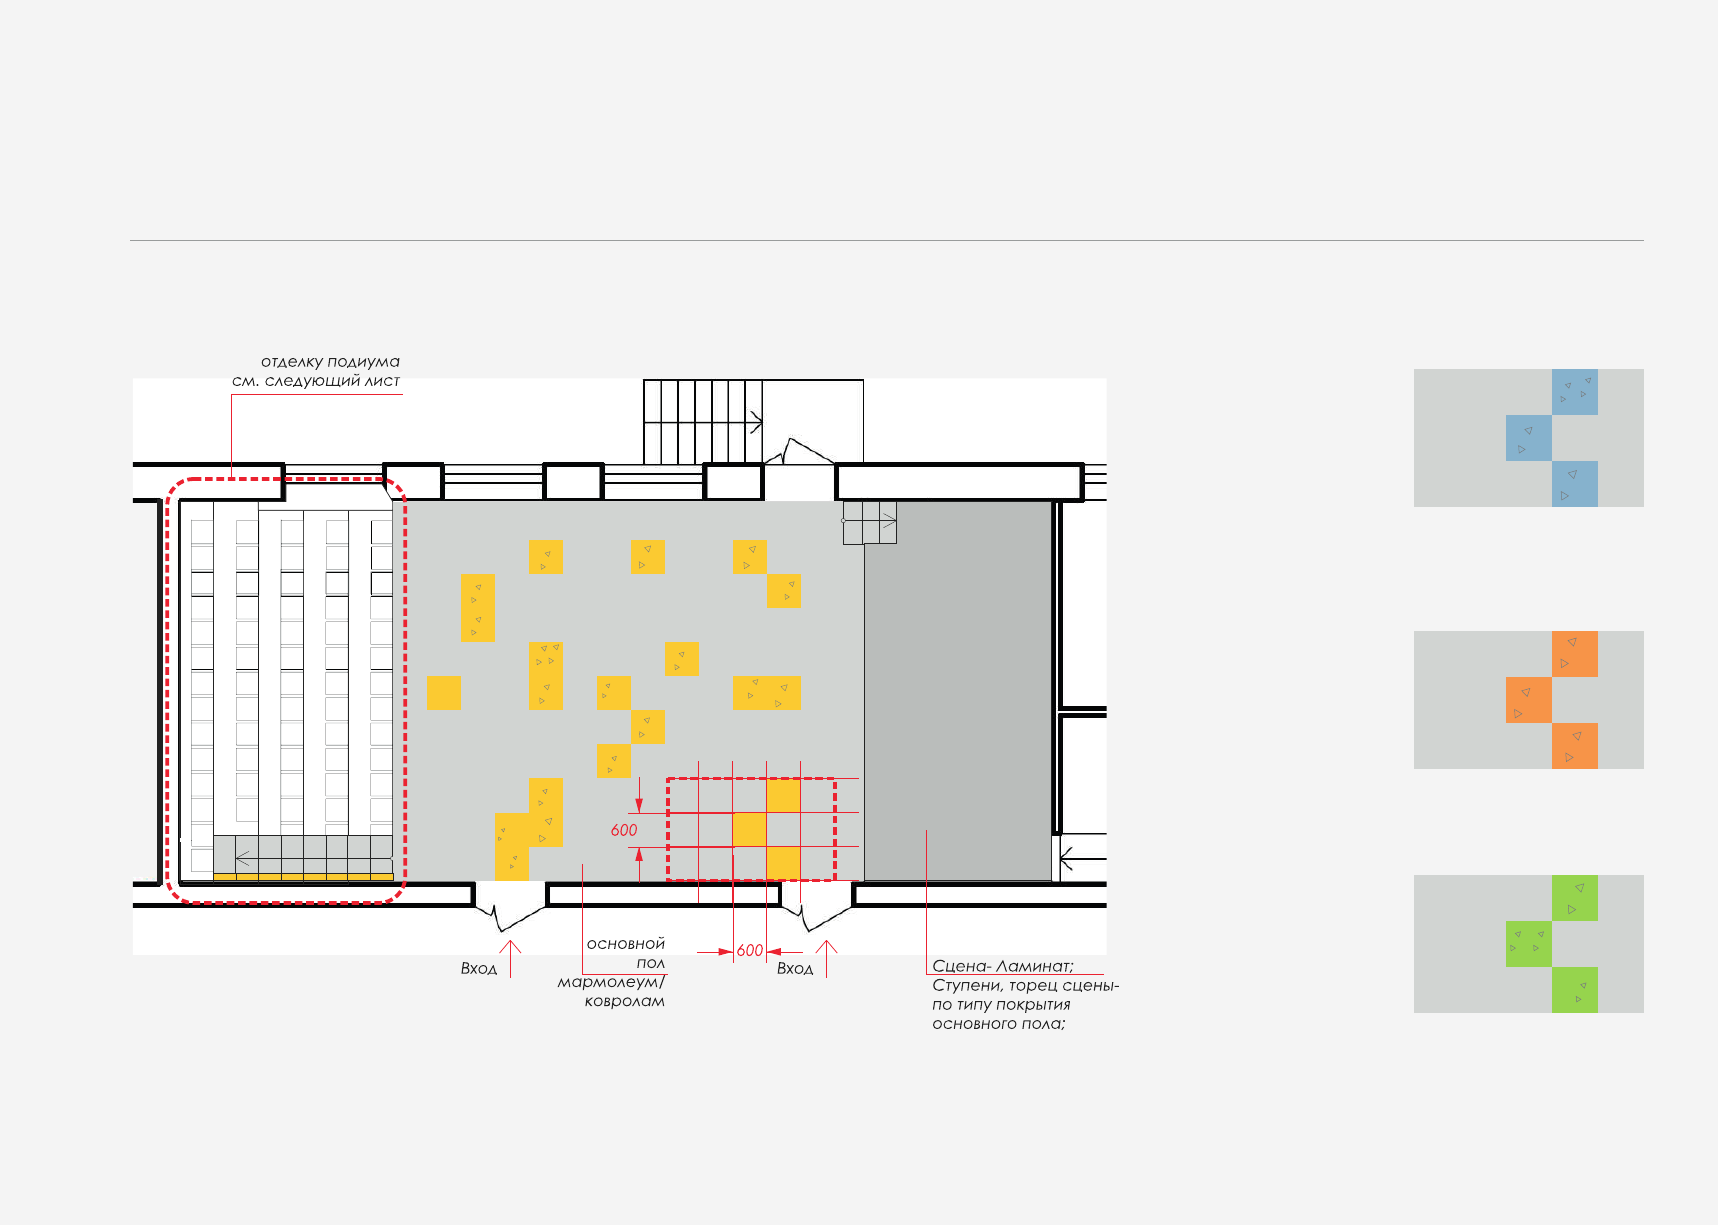 отделку подиума
см. следующий лист
600
основной
пол
мармолеум/
ковролам
Вход
600
Вход
Сцена- Ламинат;
Ступени, торец сцены-
по типу покрытия
основного пола;